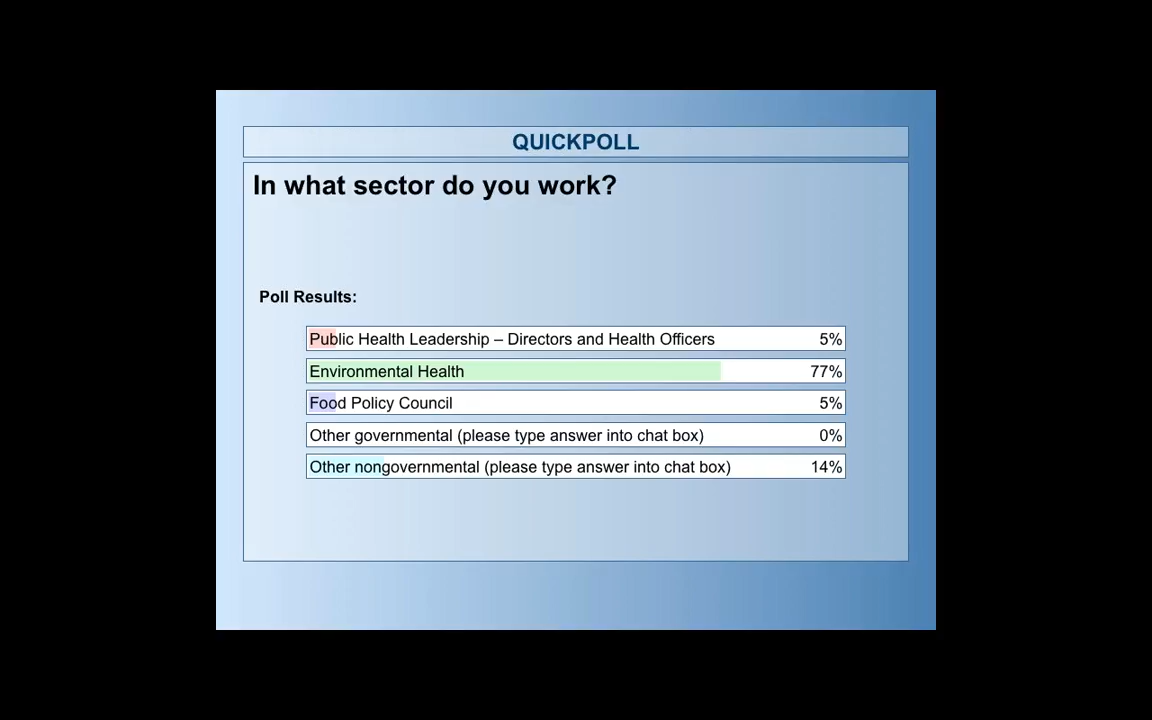 QUICKPOLL
In what sector do you work?
Poll Results:
Public Health Leadership – Directors and Health Officers 5%
Environmental Health 77%
Food Policy Council 5%
Other governmental (please type answer into chat box) 0%
Other nongovernmental (please type answer into chat box) 14%